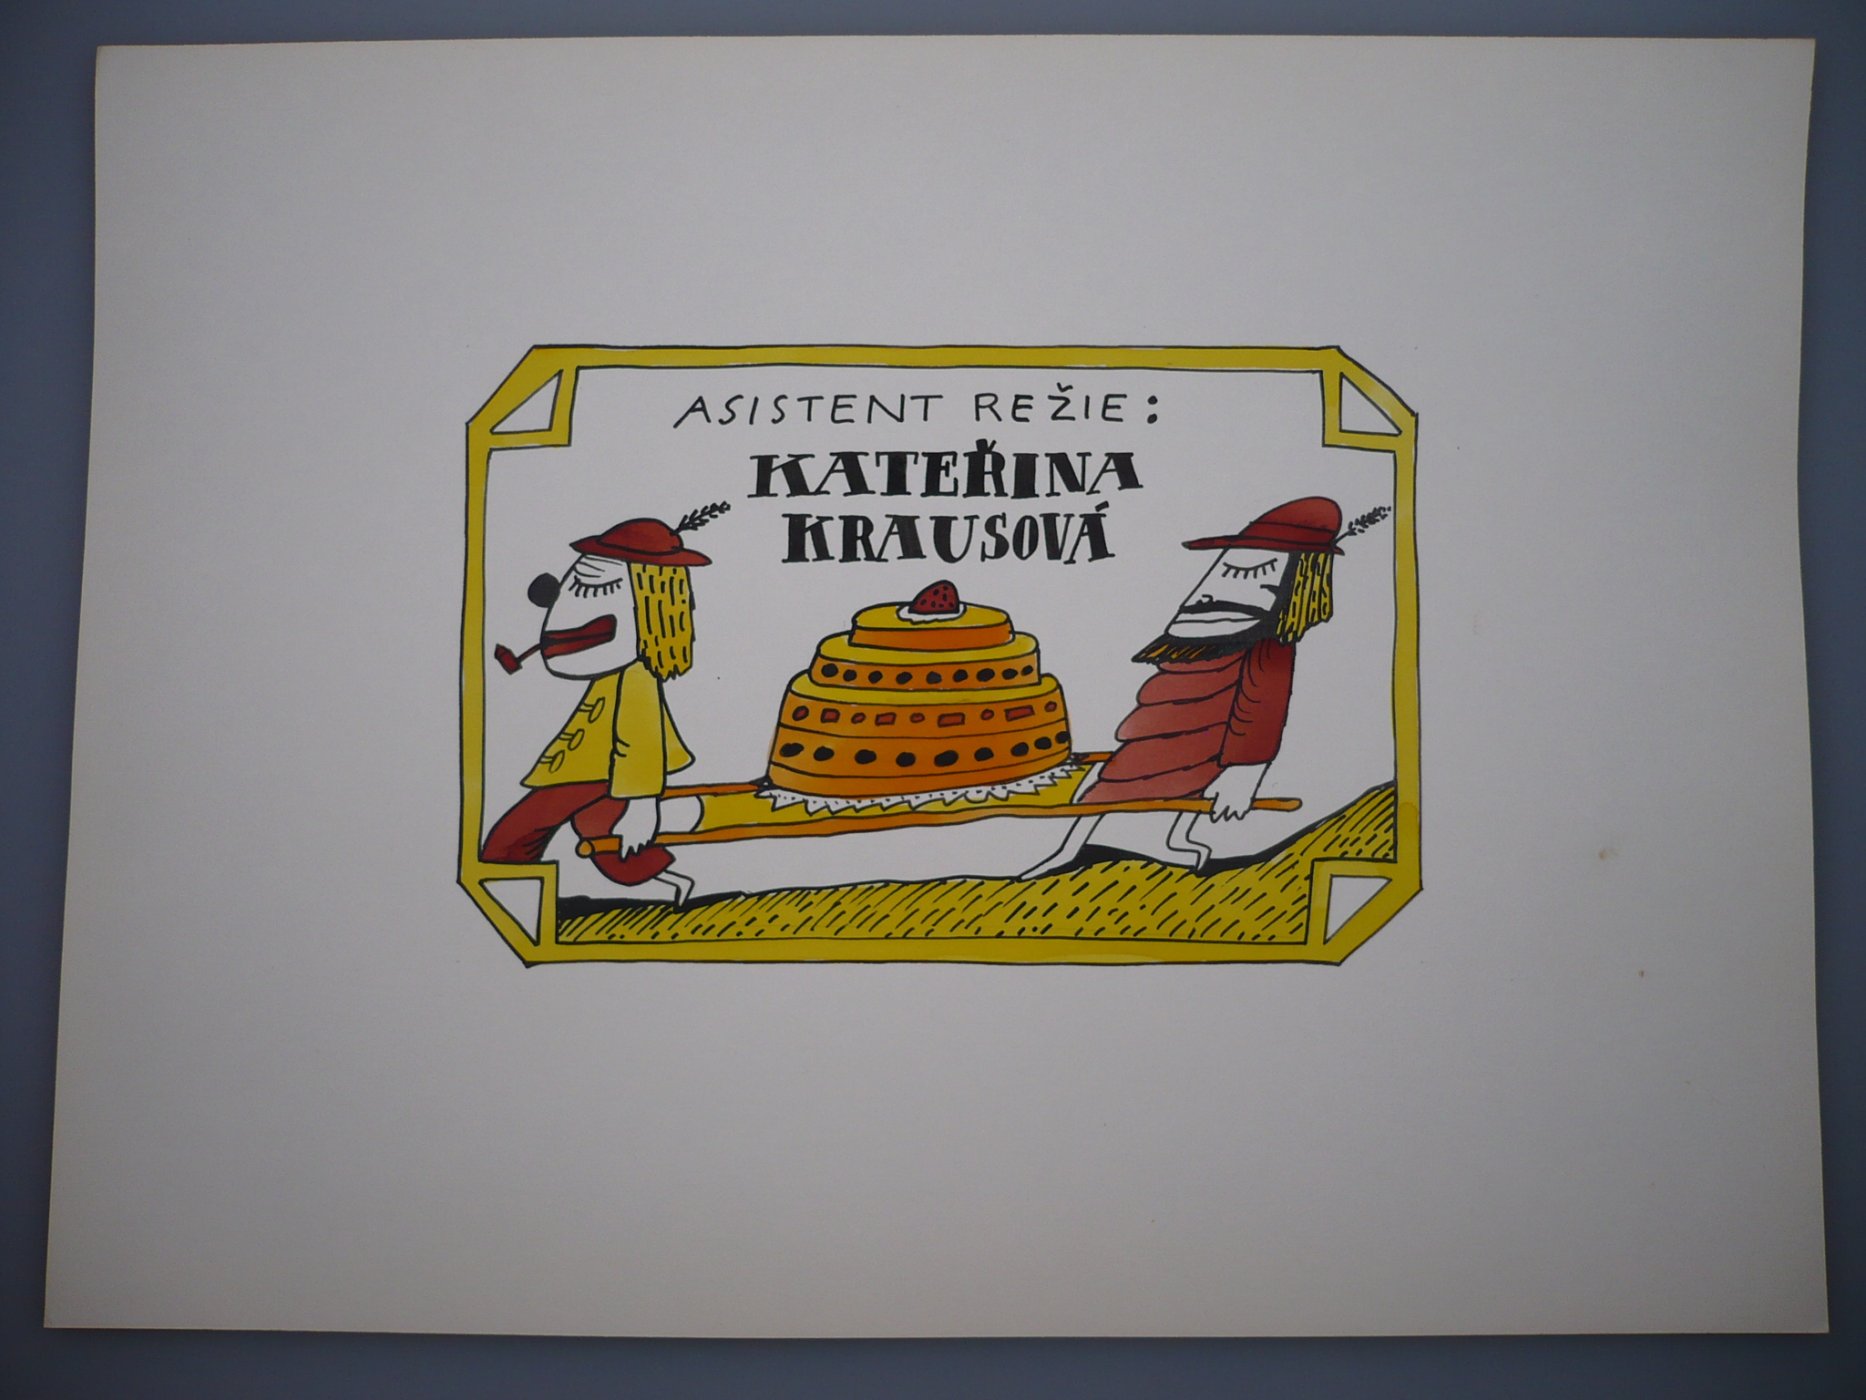 ASISTENT REŽIE:
KATEŘINA
KRAUSOVÁ